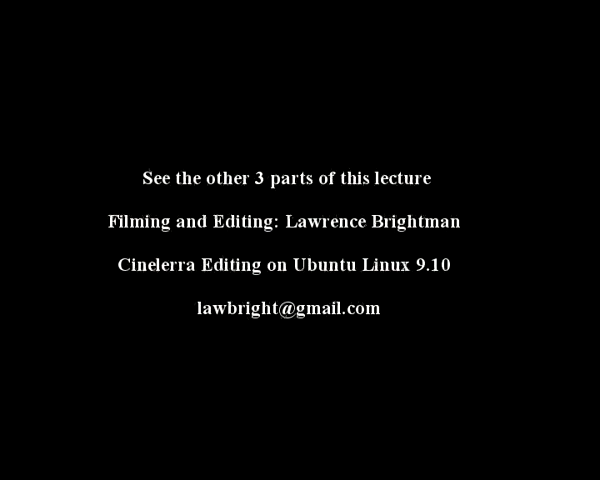 See the other 3 parts of this lecture
Filming and Editing: Lawrence Brightman
Cinelerra Editing on Ubuntu Linux 9.10
lawbright@gmail.com